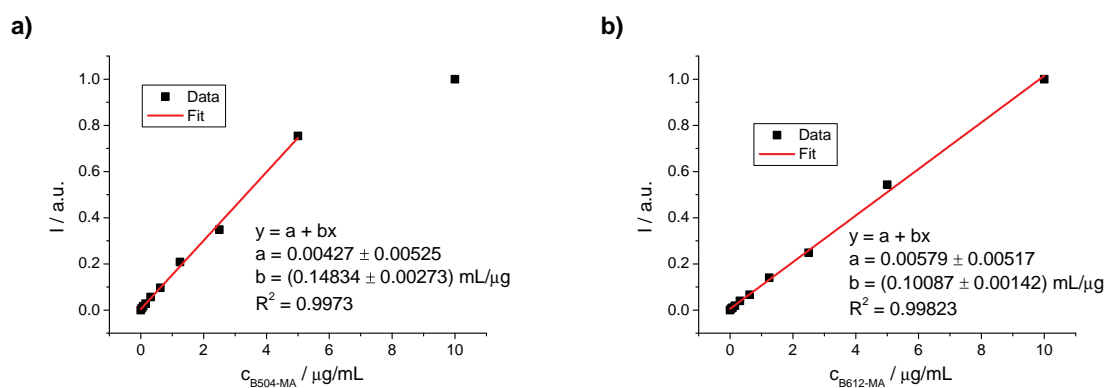 a)
I / a.u.
1.0
0.8
0.6
0.4
0.2
0.0
Data
Fit
y = a + bx
a = 0.00427 ± 0.00525
b = (0.14834 ± 0.00273) mL/μg
R² = 0.9973
0 2 4 6 8 10
c_B504-MA / μg/mL
b)
I / a.u.
1.0
0.8
0.6
0.4
0.2
0.0
Data
Fit
y = a + bx
a = 0.00579 ± 0.00517
b = (0.10087 ± 0.00142) mL/μg
R² = 0.99823
0 2 4 6 8 10
c_B612-MA / μg/mL